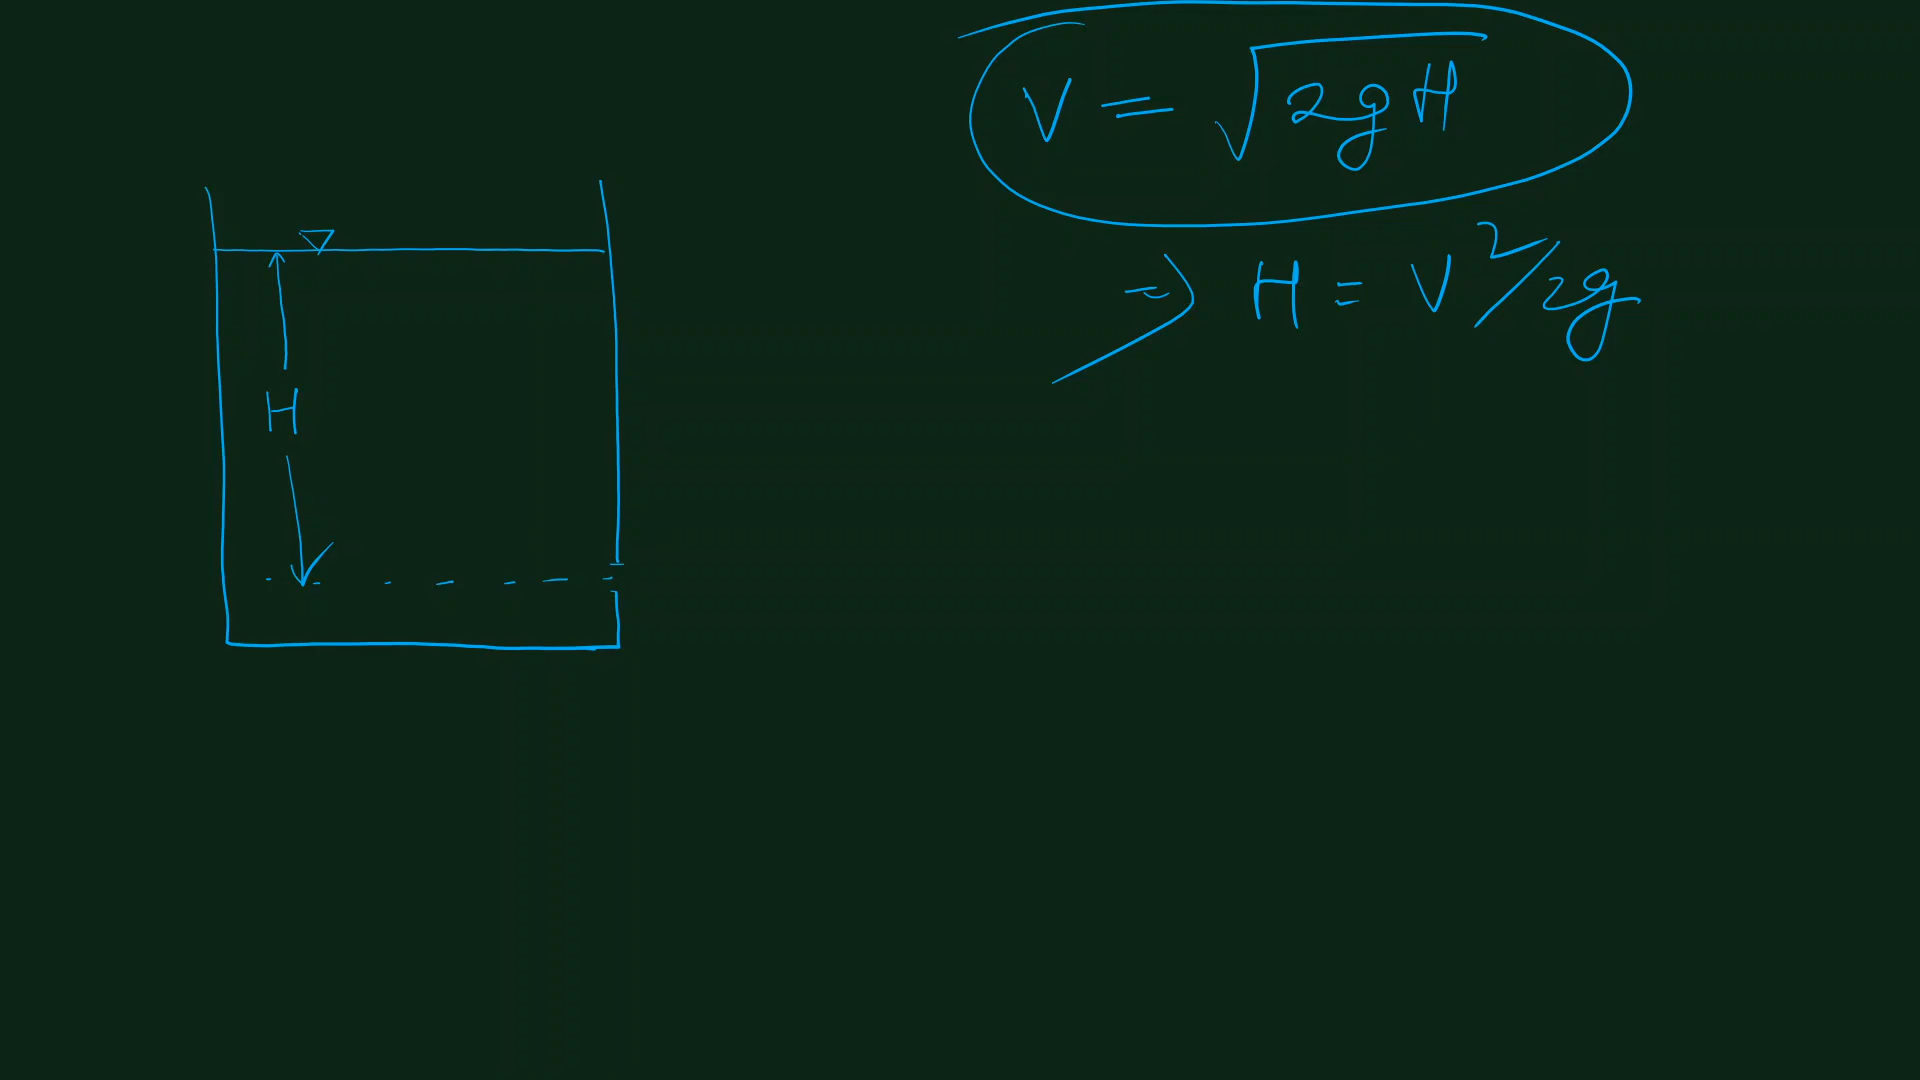 V = √2gH
⇒ H = V²/2g
H